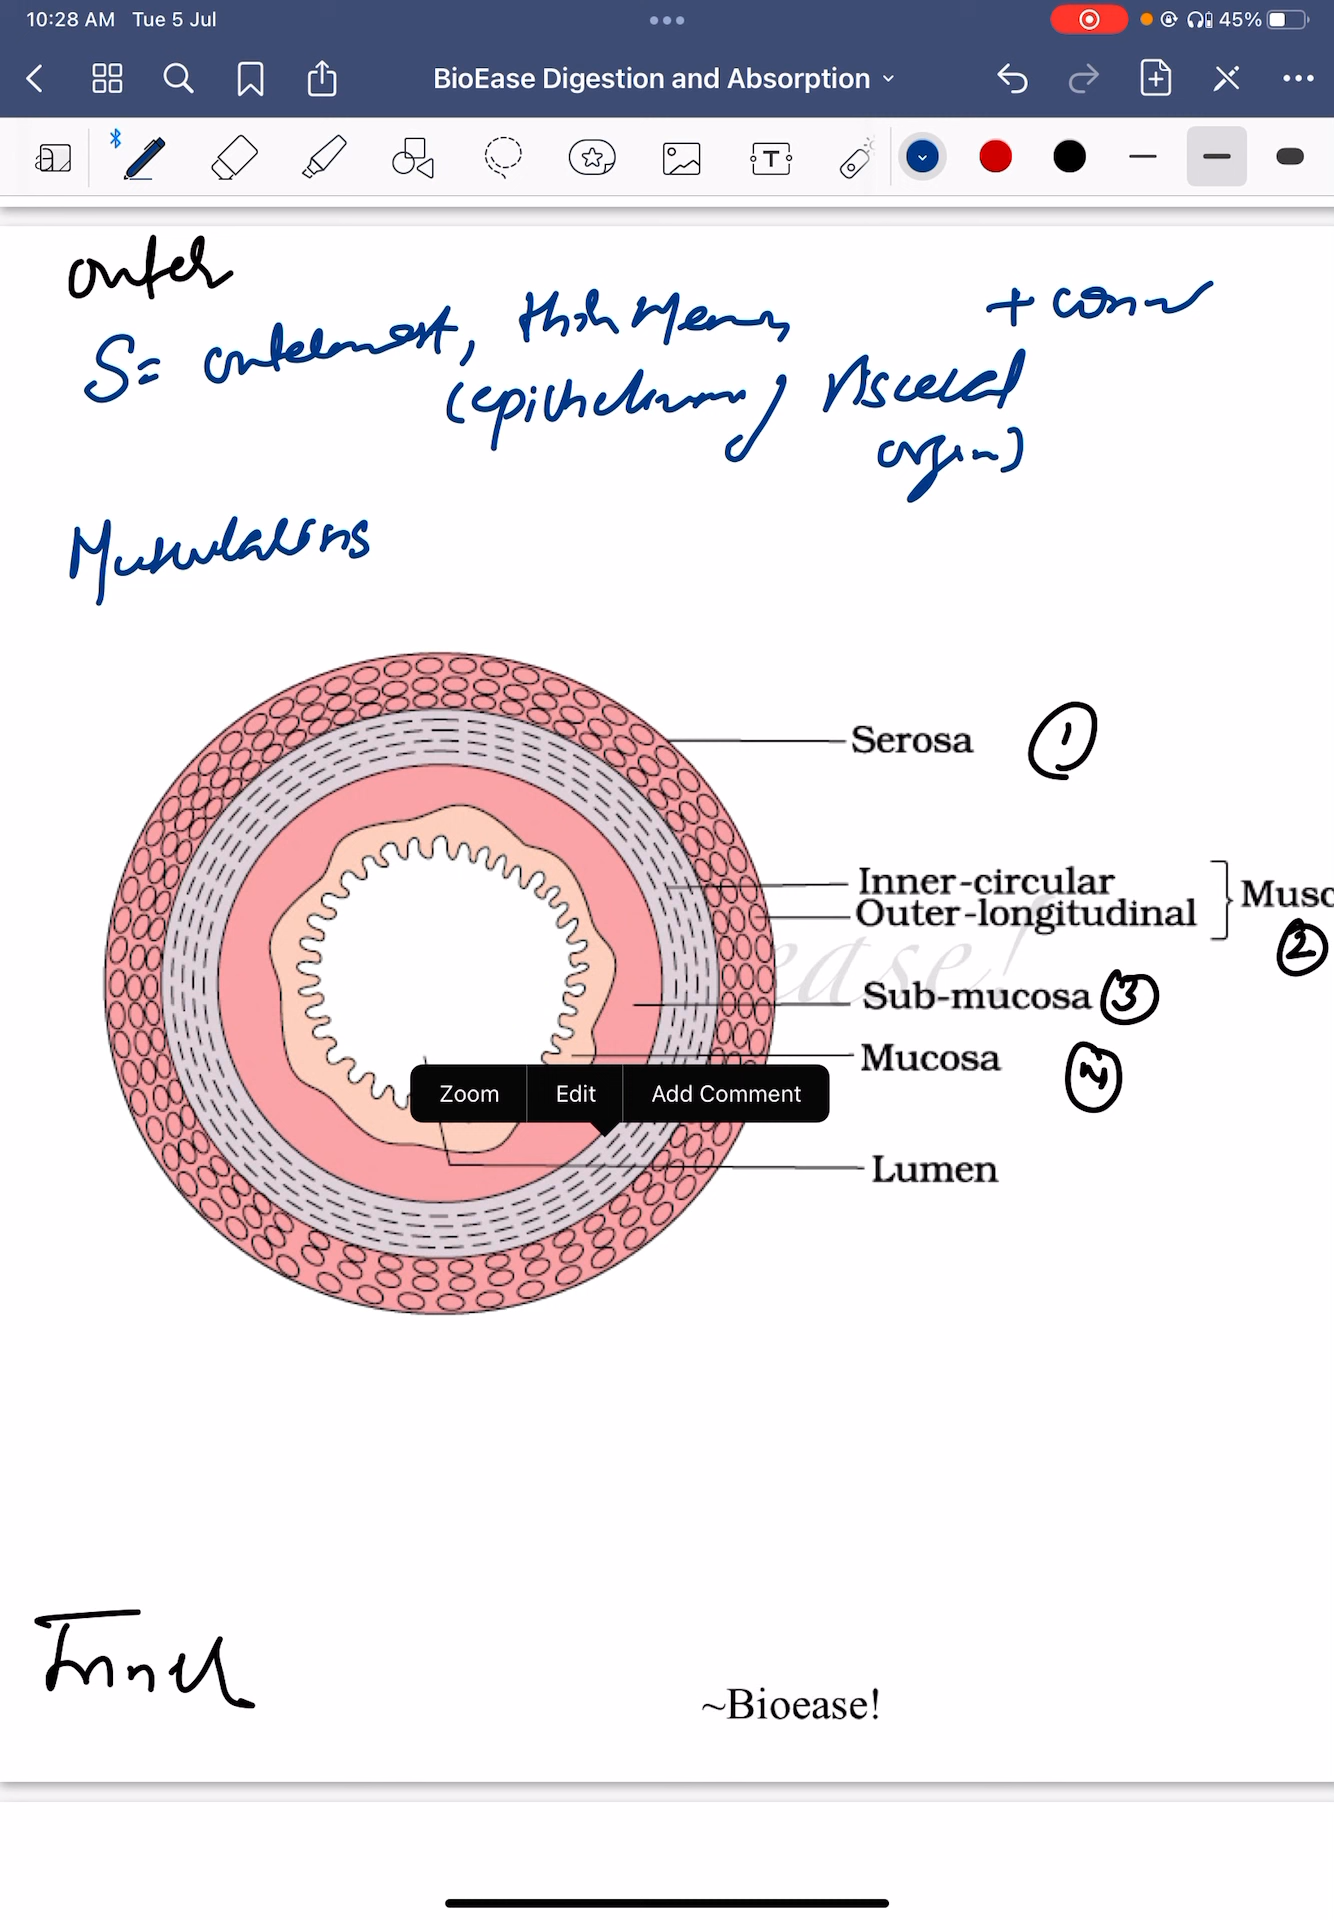 10:28 AM Tue 5 Jul
45%
BioEase Digestion and Absorption
T
outer
S= outermost, thin Mem + conn
(epithelium, visceral
organ)
Muscularis
Serosa 1
Inner-circular
Outer-longitudinal
Musc
2
ease!
Sub-mucosa 3
Mucosa 4
Zoom Edit Add Comment
Lumen
Inner
~Bioease!